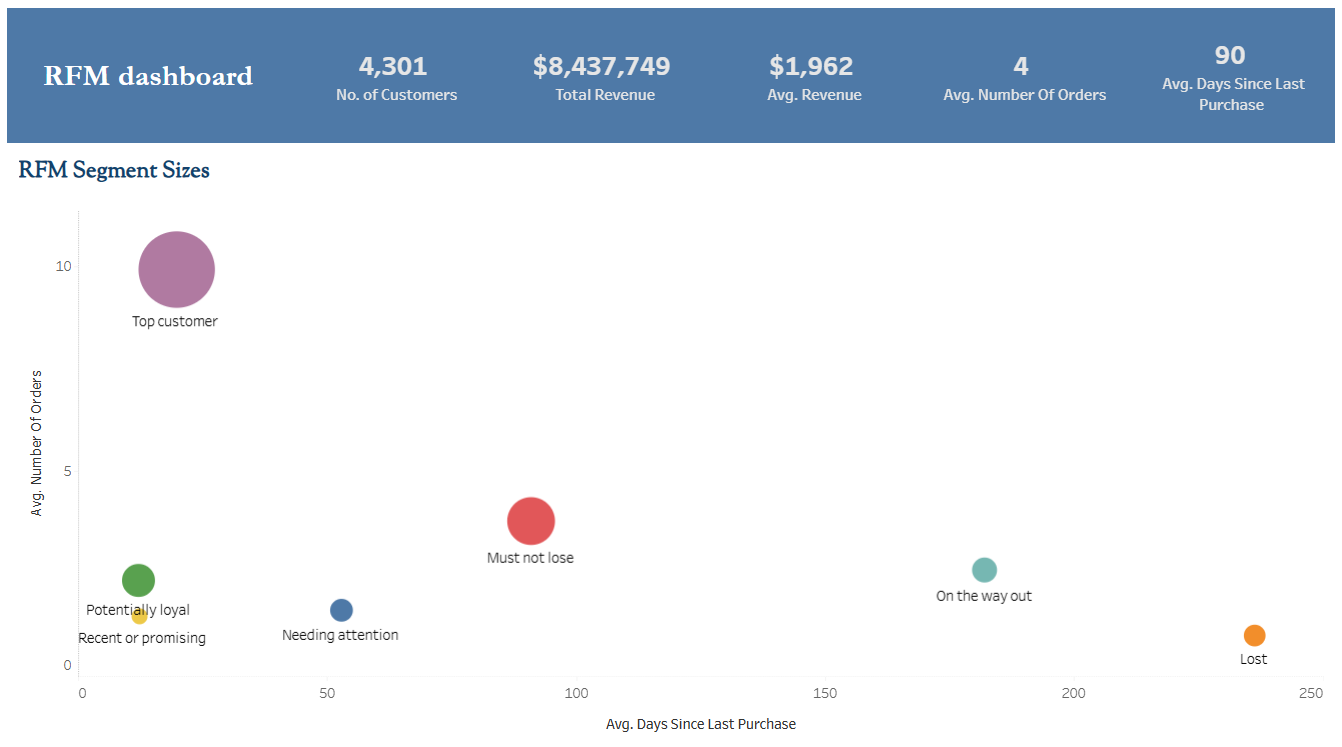 RFM dashboard
4,301
No. of Customers
$8,437,749
Total Revenue
$1,962
Avg. Revenue
4
Avg. Number Of Orders
90
Avg. Days Since Last
Purchase
RFM Segment Sizes
Avg. Number Of Orders
10
5
0
Top customer
Must not lose
Potentially loyal
Recent or promising
Needing attention
On the way out
Lost
0
50
100
150
200
250
Avg. Days Since Last Purchase